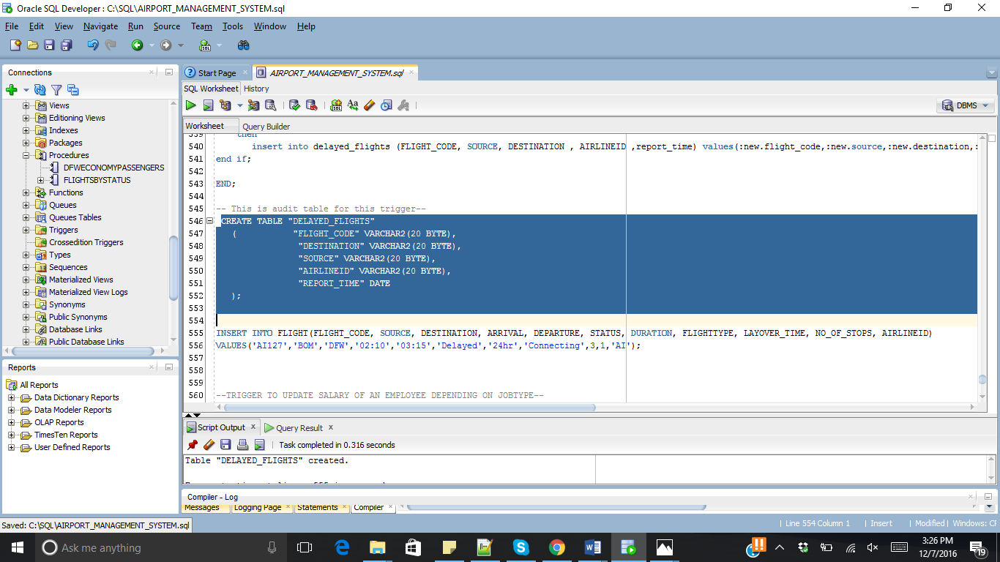 Oracle SQL Developer : C:\SQL\AIRPORT_MANAGEMENT_SYSTEM.sql
File Edit View Navigate Run Source Team Tools Window Help
Connections
Views
Editioning Views
Indexes
Packages
Procedures
DFWECONOMYPASSENGERS
FLIGHTSBYSTATUS
Functions
Queues
Queues Tables
Triggers
Crossedition Triggers
Types
Sequences
Materialized Views
Materialized View Logs
Synonyms
Public Synonyms
Database Links
Public Database Links
Reports
All Reports
Data Dictionary Reports
Data Modeler Reports
OLAP Reports
TimesTen Reports
User Defined Reports
Start Page AIRPORT_MANAGEMENT_SYSTEM.sql
SQL Worksheet History
DBMS
Worksheet Query Builder
539 then
540 insert into delayed_flights (FLIGHT_CODE, SOURCE, DESTINATION , AIRLINEID ,report_time) values(:new.flight_code,:new.source,:new.destination,:
541 end if;
542
543 END;
544
545 -- This is audit table for this trigger--
546 CREATE TABLE "DELAYED_FLIGHTS"
547 ( "FLIGHT_CODE" VARCHAR2(20 BYTE),
548 "DESTINATION" VARCHAR2(20 BYTE),
549 "SOURCE" VARCHAR2(20 BYTE),
550 "AIRLINEID" VARCHAR2(20 BYTE),
551 "REPORT_TIME" DATE
552 );
553
554
555 INSERT INTO FLIGHT(FLIGHT_CODE, SOURCE, DESTINATION, ARRIVAL, DEPARTURE, STATUS, DURATION, FLIGHTTYPE, LAYOVER_TIME, NO_OF_STOPS, AIRLINEID)
556 VALUES('AI127','BOM','DFW','02:10','03:15','Delayed','24hr','Connecting',3,1,'AI');
557
558
559
560 --TRIGGER TO UPDATE SALARY OF AN EMPLOYEE DEPENDING ON JOBTYPE--
Script Output Query Result
Task completed in 0.316 seconds
Table "DELAYED_FLIGHTS" created.
Compiler - Log
Messages Logging Page Statements Compiler
Saved: C:\SQL\AIRPORT_MANAGEMENT_SYSTEM.sql
Line 554 Column 1 Insert Modified Windows: CF
Ask me anything
3:26 PM
12/7/2016
19